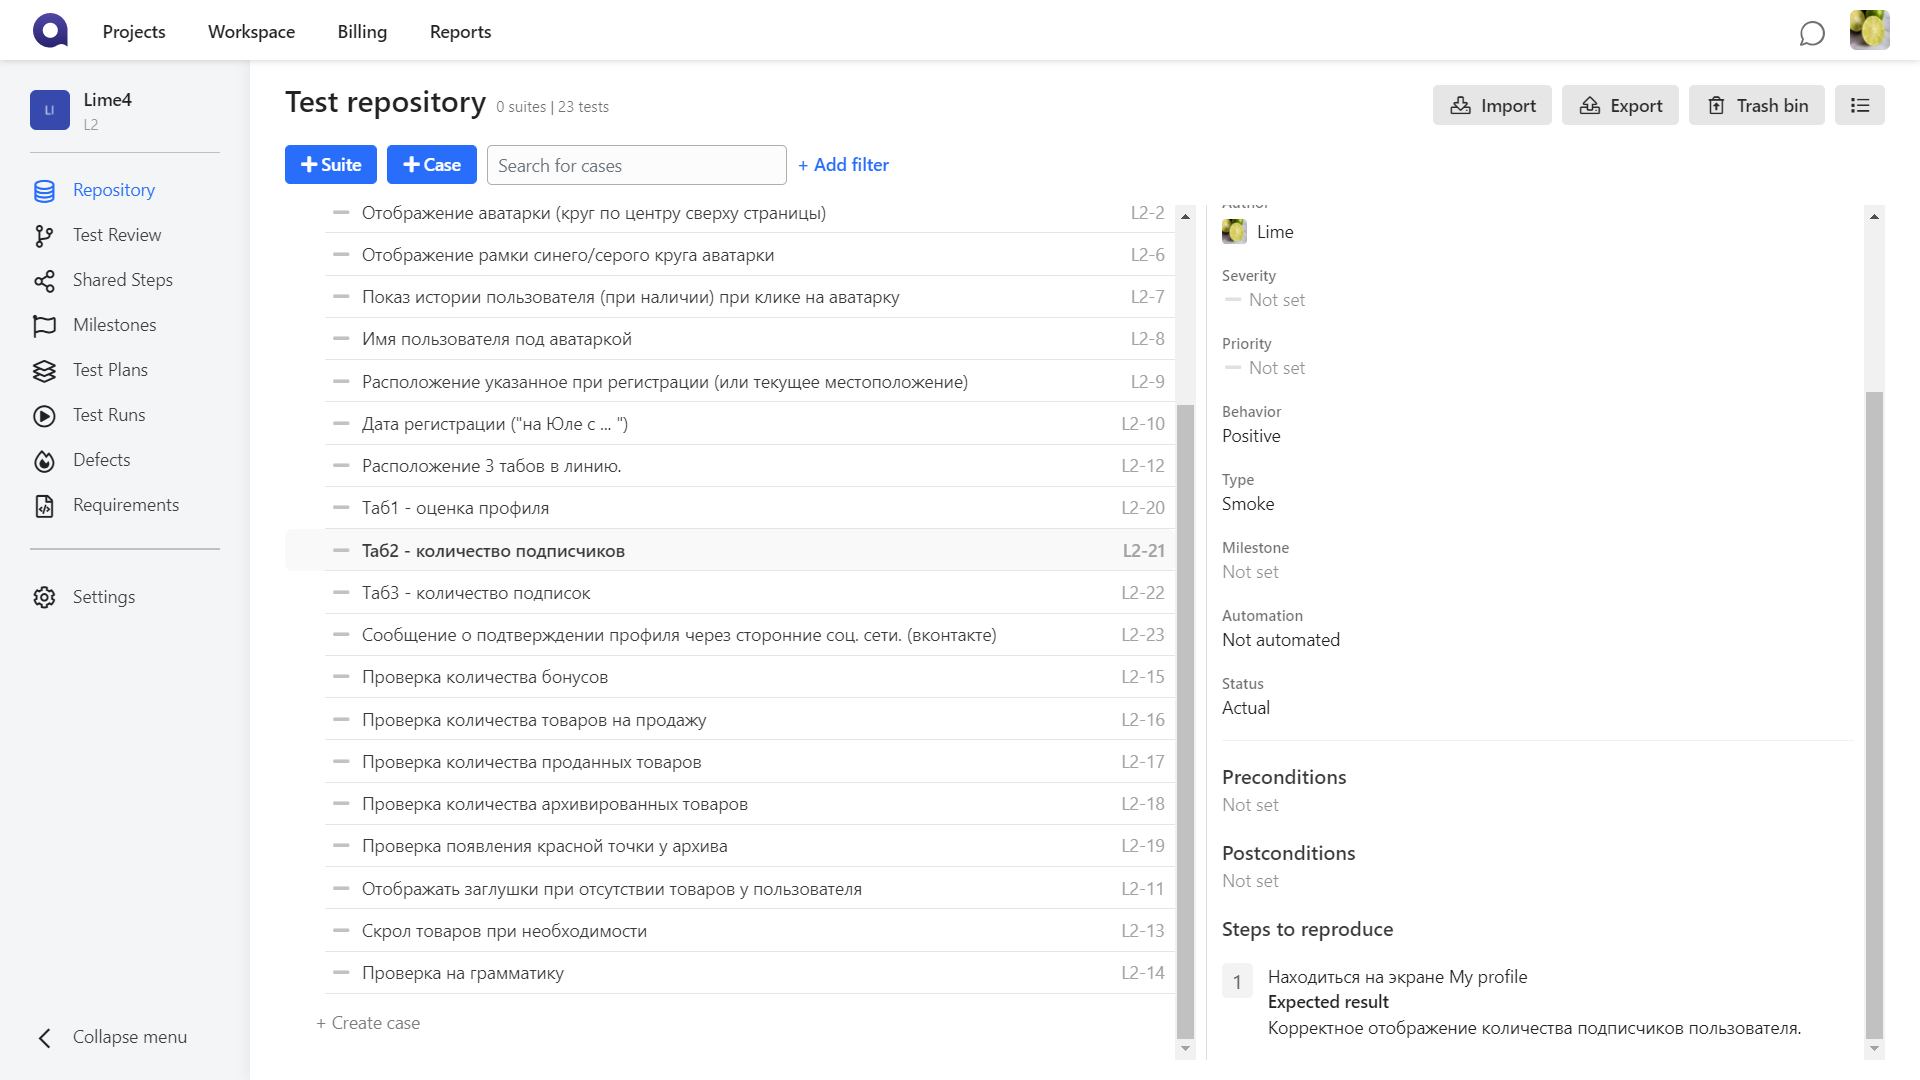 Projects
Workspace
Billing
Reports
LI
Lime4
L2
Repository
Test Review
Shared Steps
Milestones
Test Plans
Test Runs
Defects
Requirements
Settings
Collapse menu
Test repository 0 suites | 23 tests
Import
Export
Trash bin
+ Suite
+ Case
Search for cases
+ Add filter
Отображение аватарки (круг по центру сверху страницы) L2-2
Отображение рамки синего/серого круга аватарки L2-6
Показ истории пользователя (при наличии) при клике на аватарку L2-7
Имя пользователя под аватаркой L2-8
Расположение указанное при регистрации (или текущее местоположение) L2-9
Дата регистрации ("на Юле с ... ") L2-10
Расположение 3 табов в линию. L2-12
Таб1 - оценка профиля L2-20
Таб2 - количество подписчиков L2-21
Таб3 - количество подписок L2-22
Сообщение о подтверждении профиля через сторонние соц. сети. (вконтакте) L2-23
Проверка количества бонусов L2-15
Проверка количества товаров на продажу L2-16
Проверка количества проданных товаров L2-17
Проверка количества архивированных товаров L2-18
Проверка появления красной точки у архива L2-19
Отображать заглушки при отсутствии товаров у пользователя L2-11
Скрол товаров при необходимости L2-13
Проверка на грамматику L2-14
+ Create case
Author
Lime
Severity
Not set
Priority
Not set
Behavior
Positive
Type
Smoke
Milestone
Not set
Automation
Not automated
Status
Actual
Preconditions
Not set
Postconditions
Not set
Steps to reproduce
1 Находиться на экране My profile
Expected result
Корректное отображение количества подписчиков пользователя.